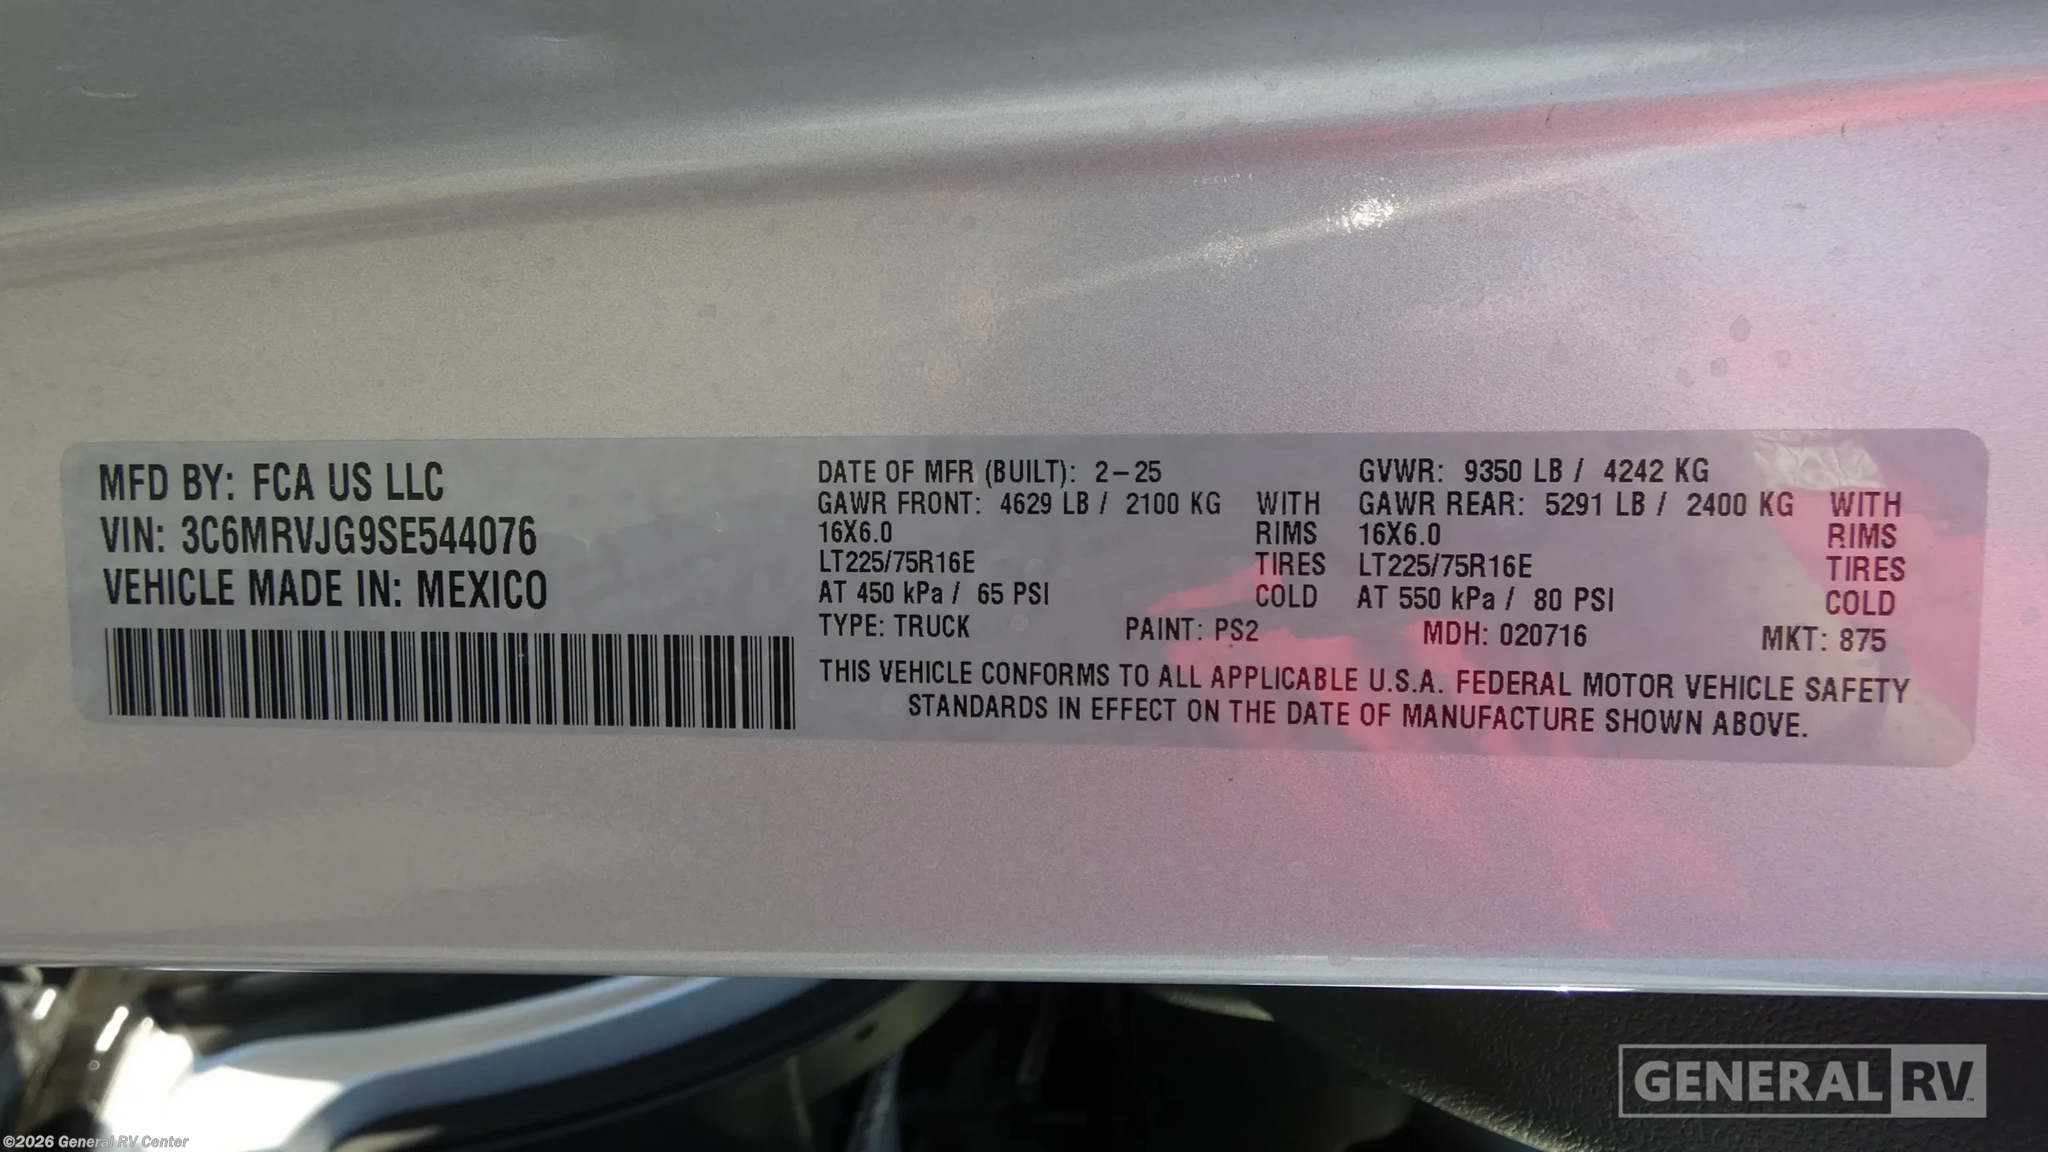 MFD BY: FCA US LLC
VIN: 3C6MRVJG9SE544076
VEHICLE MADE IN: MEXICO
DATE OF MFR (BUILT): 2-25 GVWR: 9350 LB / 4242 KG
GAWR FRONT: 4629 LB / 2100 KG WITH GAWR REAR: 5291 LB / 2400 KG WITH
16X6.0 RIMS 16X6.0 RIMS
LT225/75R16E TIRES LT225/75R16E TIRES
AT 450 kPa / 65 PSI COLD AT 550 kPa / 80 PSI COLD
TYPE: TRUCK PAINT: PS2 MDH: 020716 MKT: 875
THIS VEHICLE CONFORMS TO ALL APPLICABLE U.S.A. FEDERAL MOTOR VEHICLE SAFETY
STANDARDS IN EFFECT ON THE DATE OF MANUFACTURE SHOWN ABOVE.
GENERAL RV
©2026 General RV Center